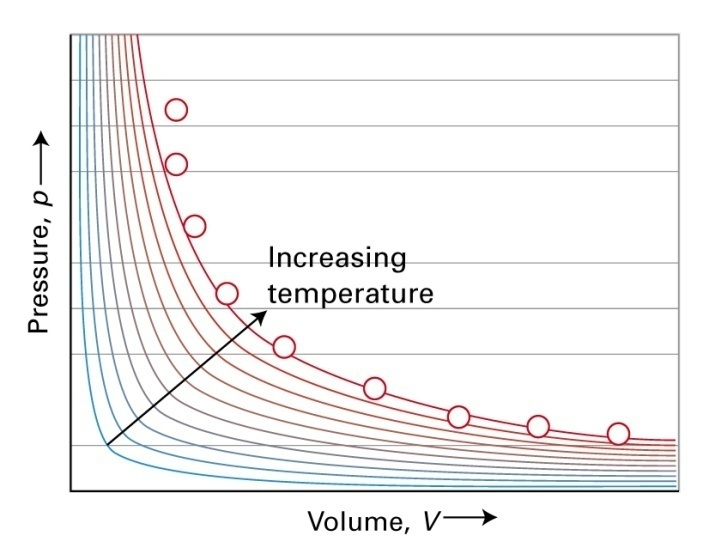 Pressure, p
Increasing
temperature
Volume, V